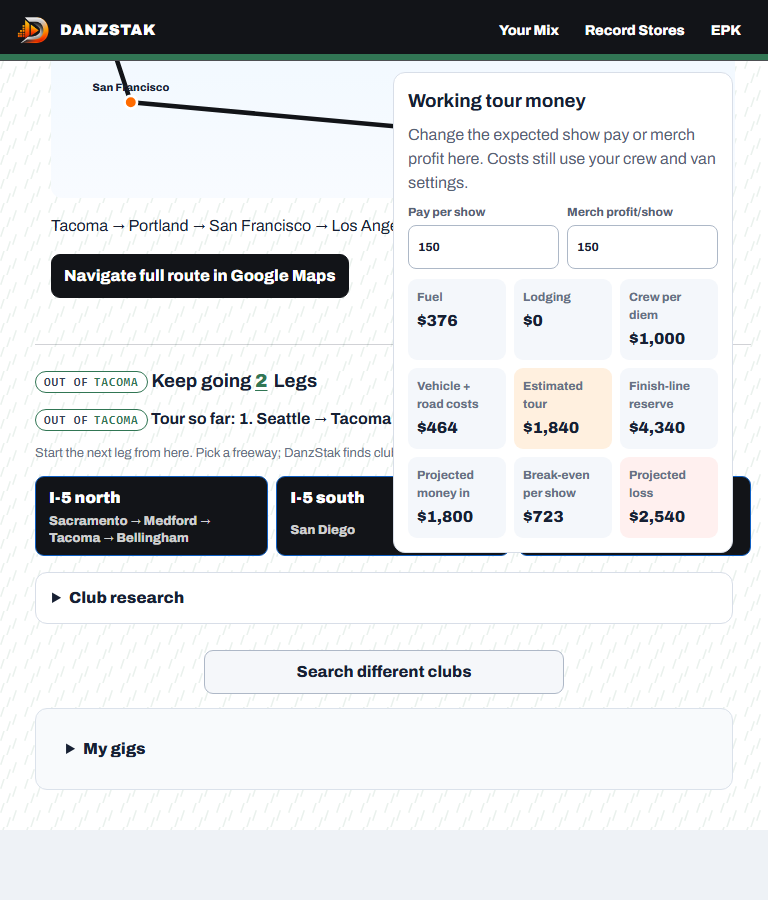 DANZSTAK
Your Mix
Record Stores
EPK
San Francisco
Tacoma → Portland → San Francisco → Los Ange
Navigate full route in Google Maps
Working tour money
Change the expected show pay or merch
profit here. Costs still use your crew and van
settings.
Pay per show
Merch profit/show
150
150
Fuel
$376
Lodging
$0
Crew per
diem
$1,000
Vehicle +
road costs
$464
Estimated
tour
$1,840
Finish-line
reserve
$4,340
Projected
money in
$1,800
Break-even
per show
$723
Projected
loss
$2,540
OUT OF TACOMA Keep going 2 Legs
OUT OF TACOMA Tour so far: 1. Seattle → Tacoma
Start the next leg from here. Pick a freeway; DanzStak finds clu
I-5 north
Sacramento → Medford →
Tacoma → Bellingham
I-5 south
San Diego
▶ Club research
Search different clubs
▶ My gigs